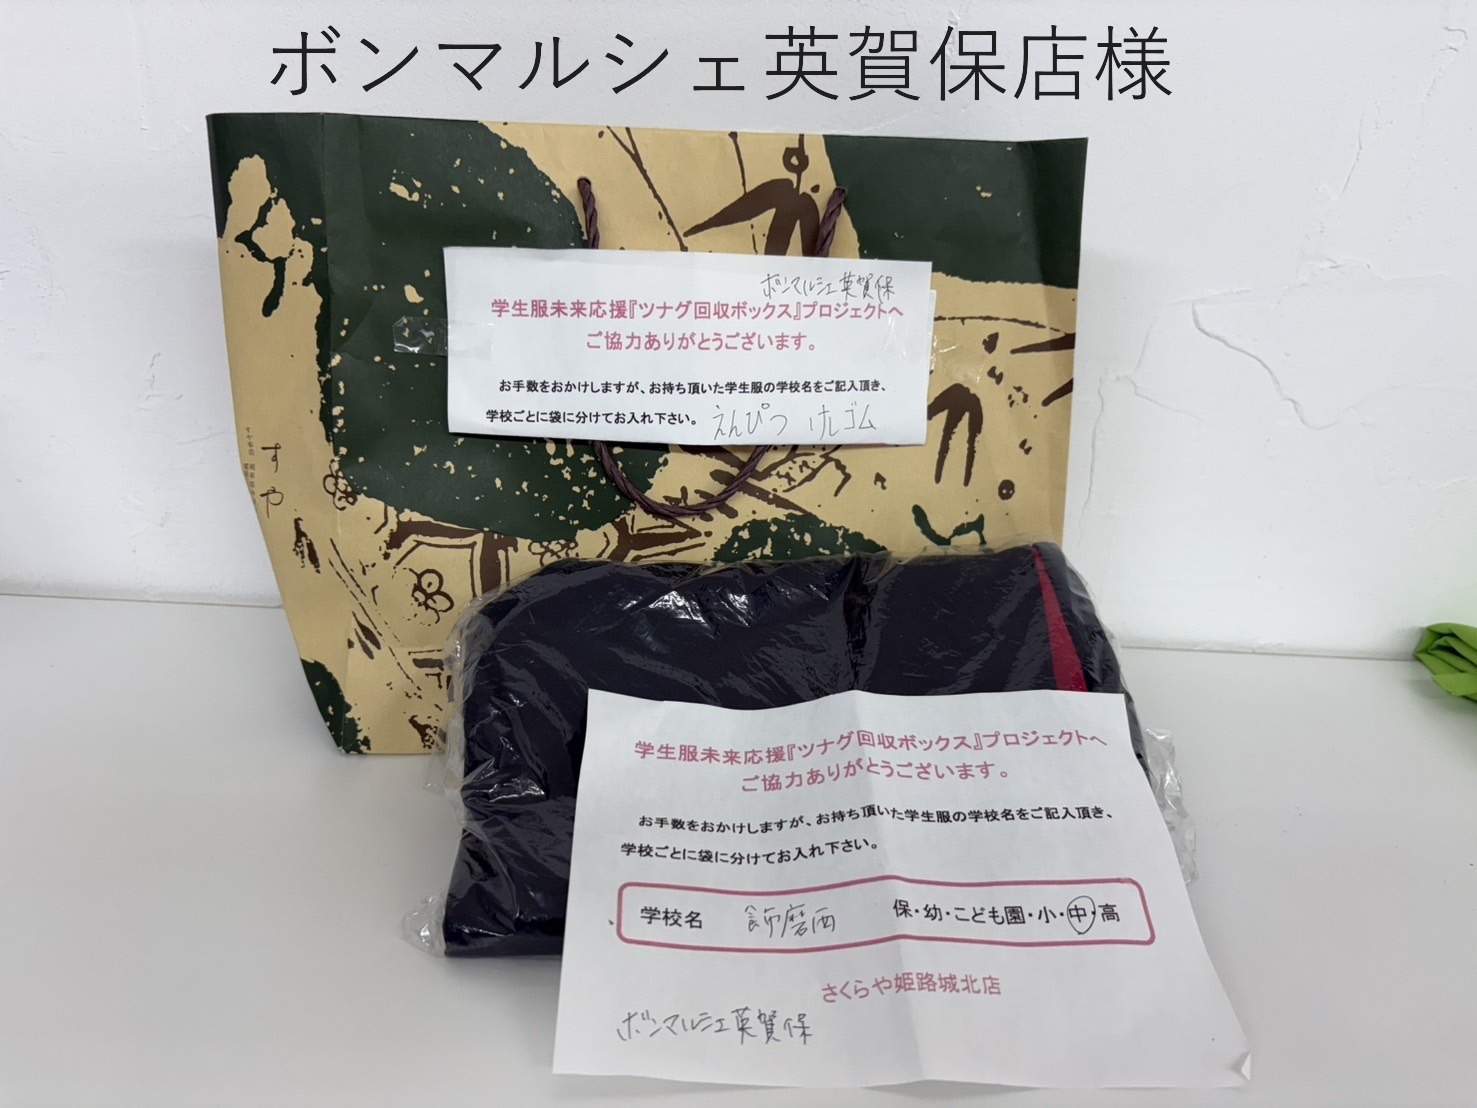 ボンマルシェ英賀保店様
ボンマルシェ英賀保
学生服未来応援『ツナグ回収ボックス』プロジェクトへ
ご協力ありがとうございます。
お手数をおかけしますが、お持ち頂いた学生服の学校名をご記入頂き、
学校ごとに袋に分けてお入れ下さい。 えんぴつ けしゴム
すや
学生服未来応援『ツナグ回収ボックス』プロジェクトへ
ご協力ありがとうございます。
お手数をおかけしますが、お持ち頂いた学生服の学校名をご記入頂き、
学校ごとに袋に分けてお入れ下さい。
学校名 飾磨西 保・幼・こども園・小・中・高
さくらや姫路城北店
ボンマルシェ英賀保